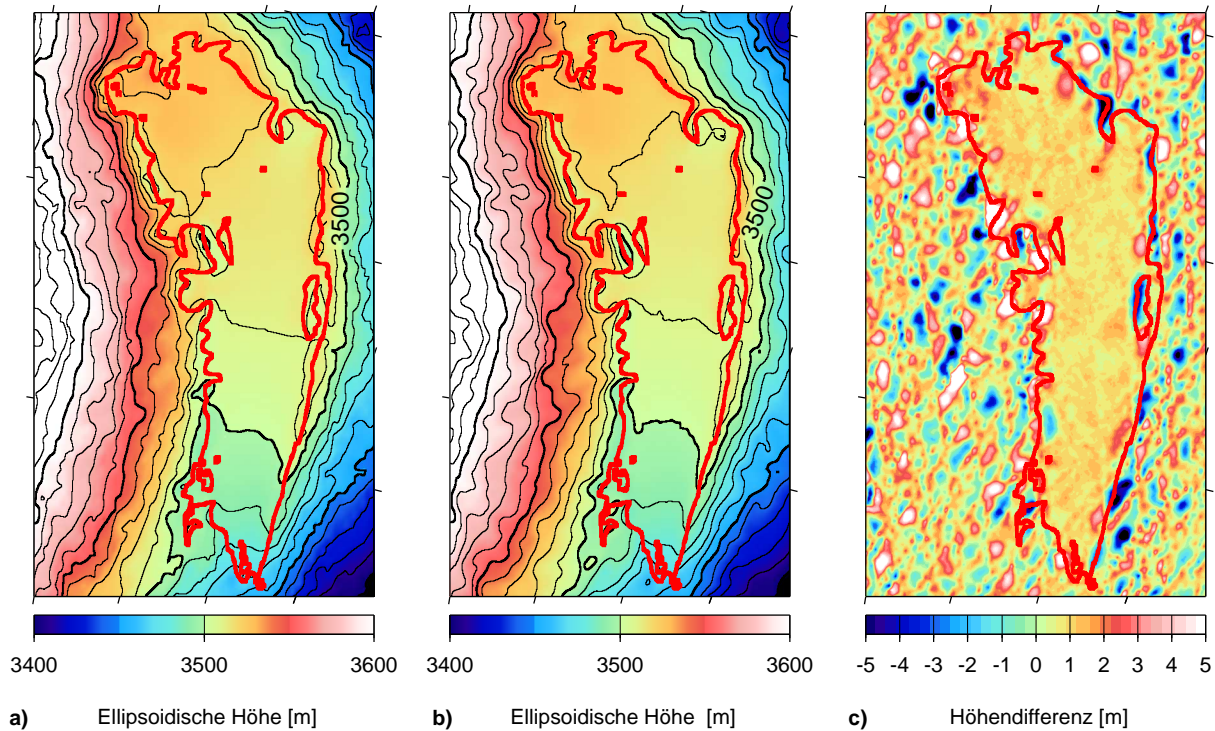 3500
3500
3400 3500 3600
3400 3500 3600
-5 -4 -3 -2 -1 0 1 2 3 4 5
a) Ellipsoidische Höhe [m]
b) Ellipsoidische Höhe [m]
c) Höhendifferenz [m]